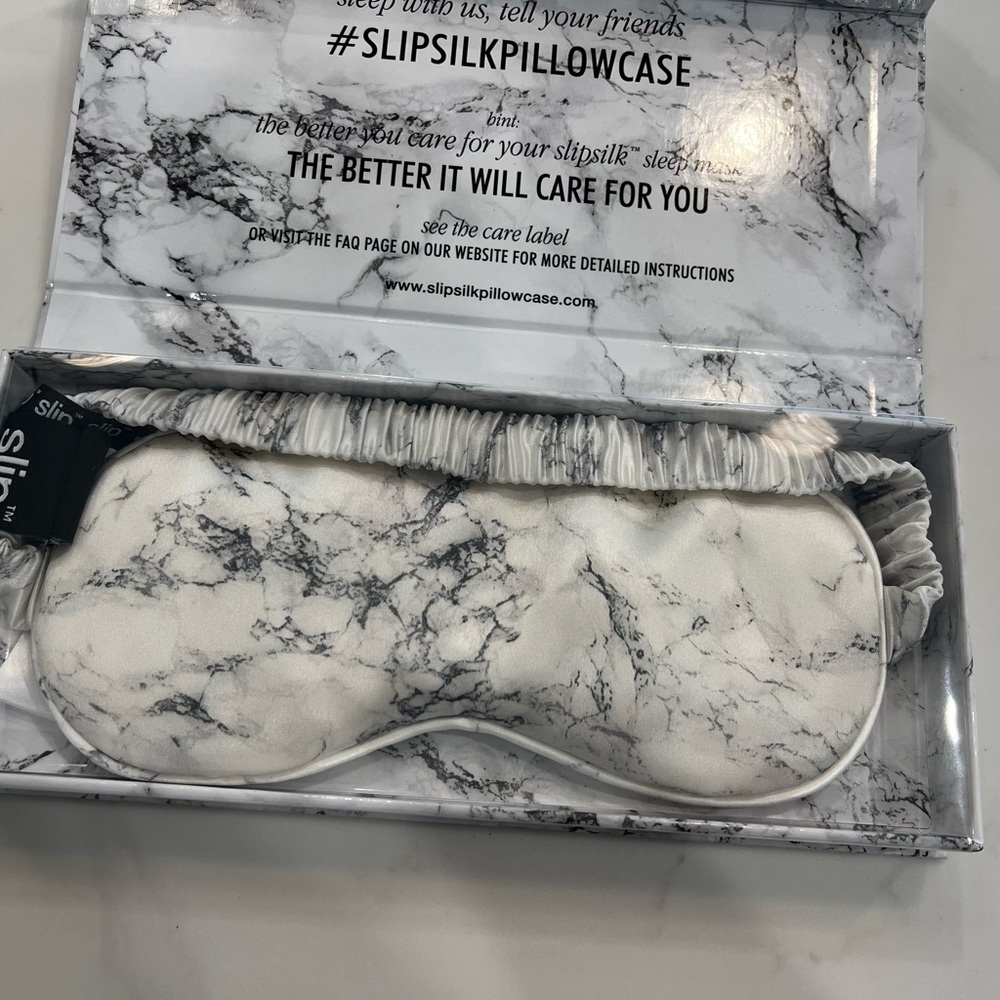 sleep with us, tell your friends
#SLIPSILKPILLOWCASE
hint:
the better you care for your slipsilk™ sleep mask
THE BETTER IT WILL CARE FOR YOU
see the care label
OR VISIT THE FAQ PAGE ON OUR WEBSITE FOR MORE DETAILED INSTRUCTIONS
www.slipsilkpillowcase.com
slip™
slip
slip™